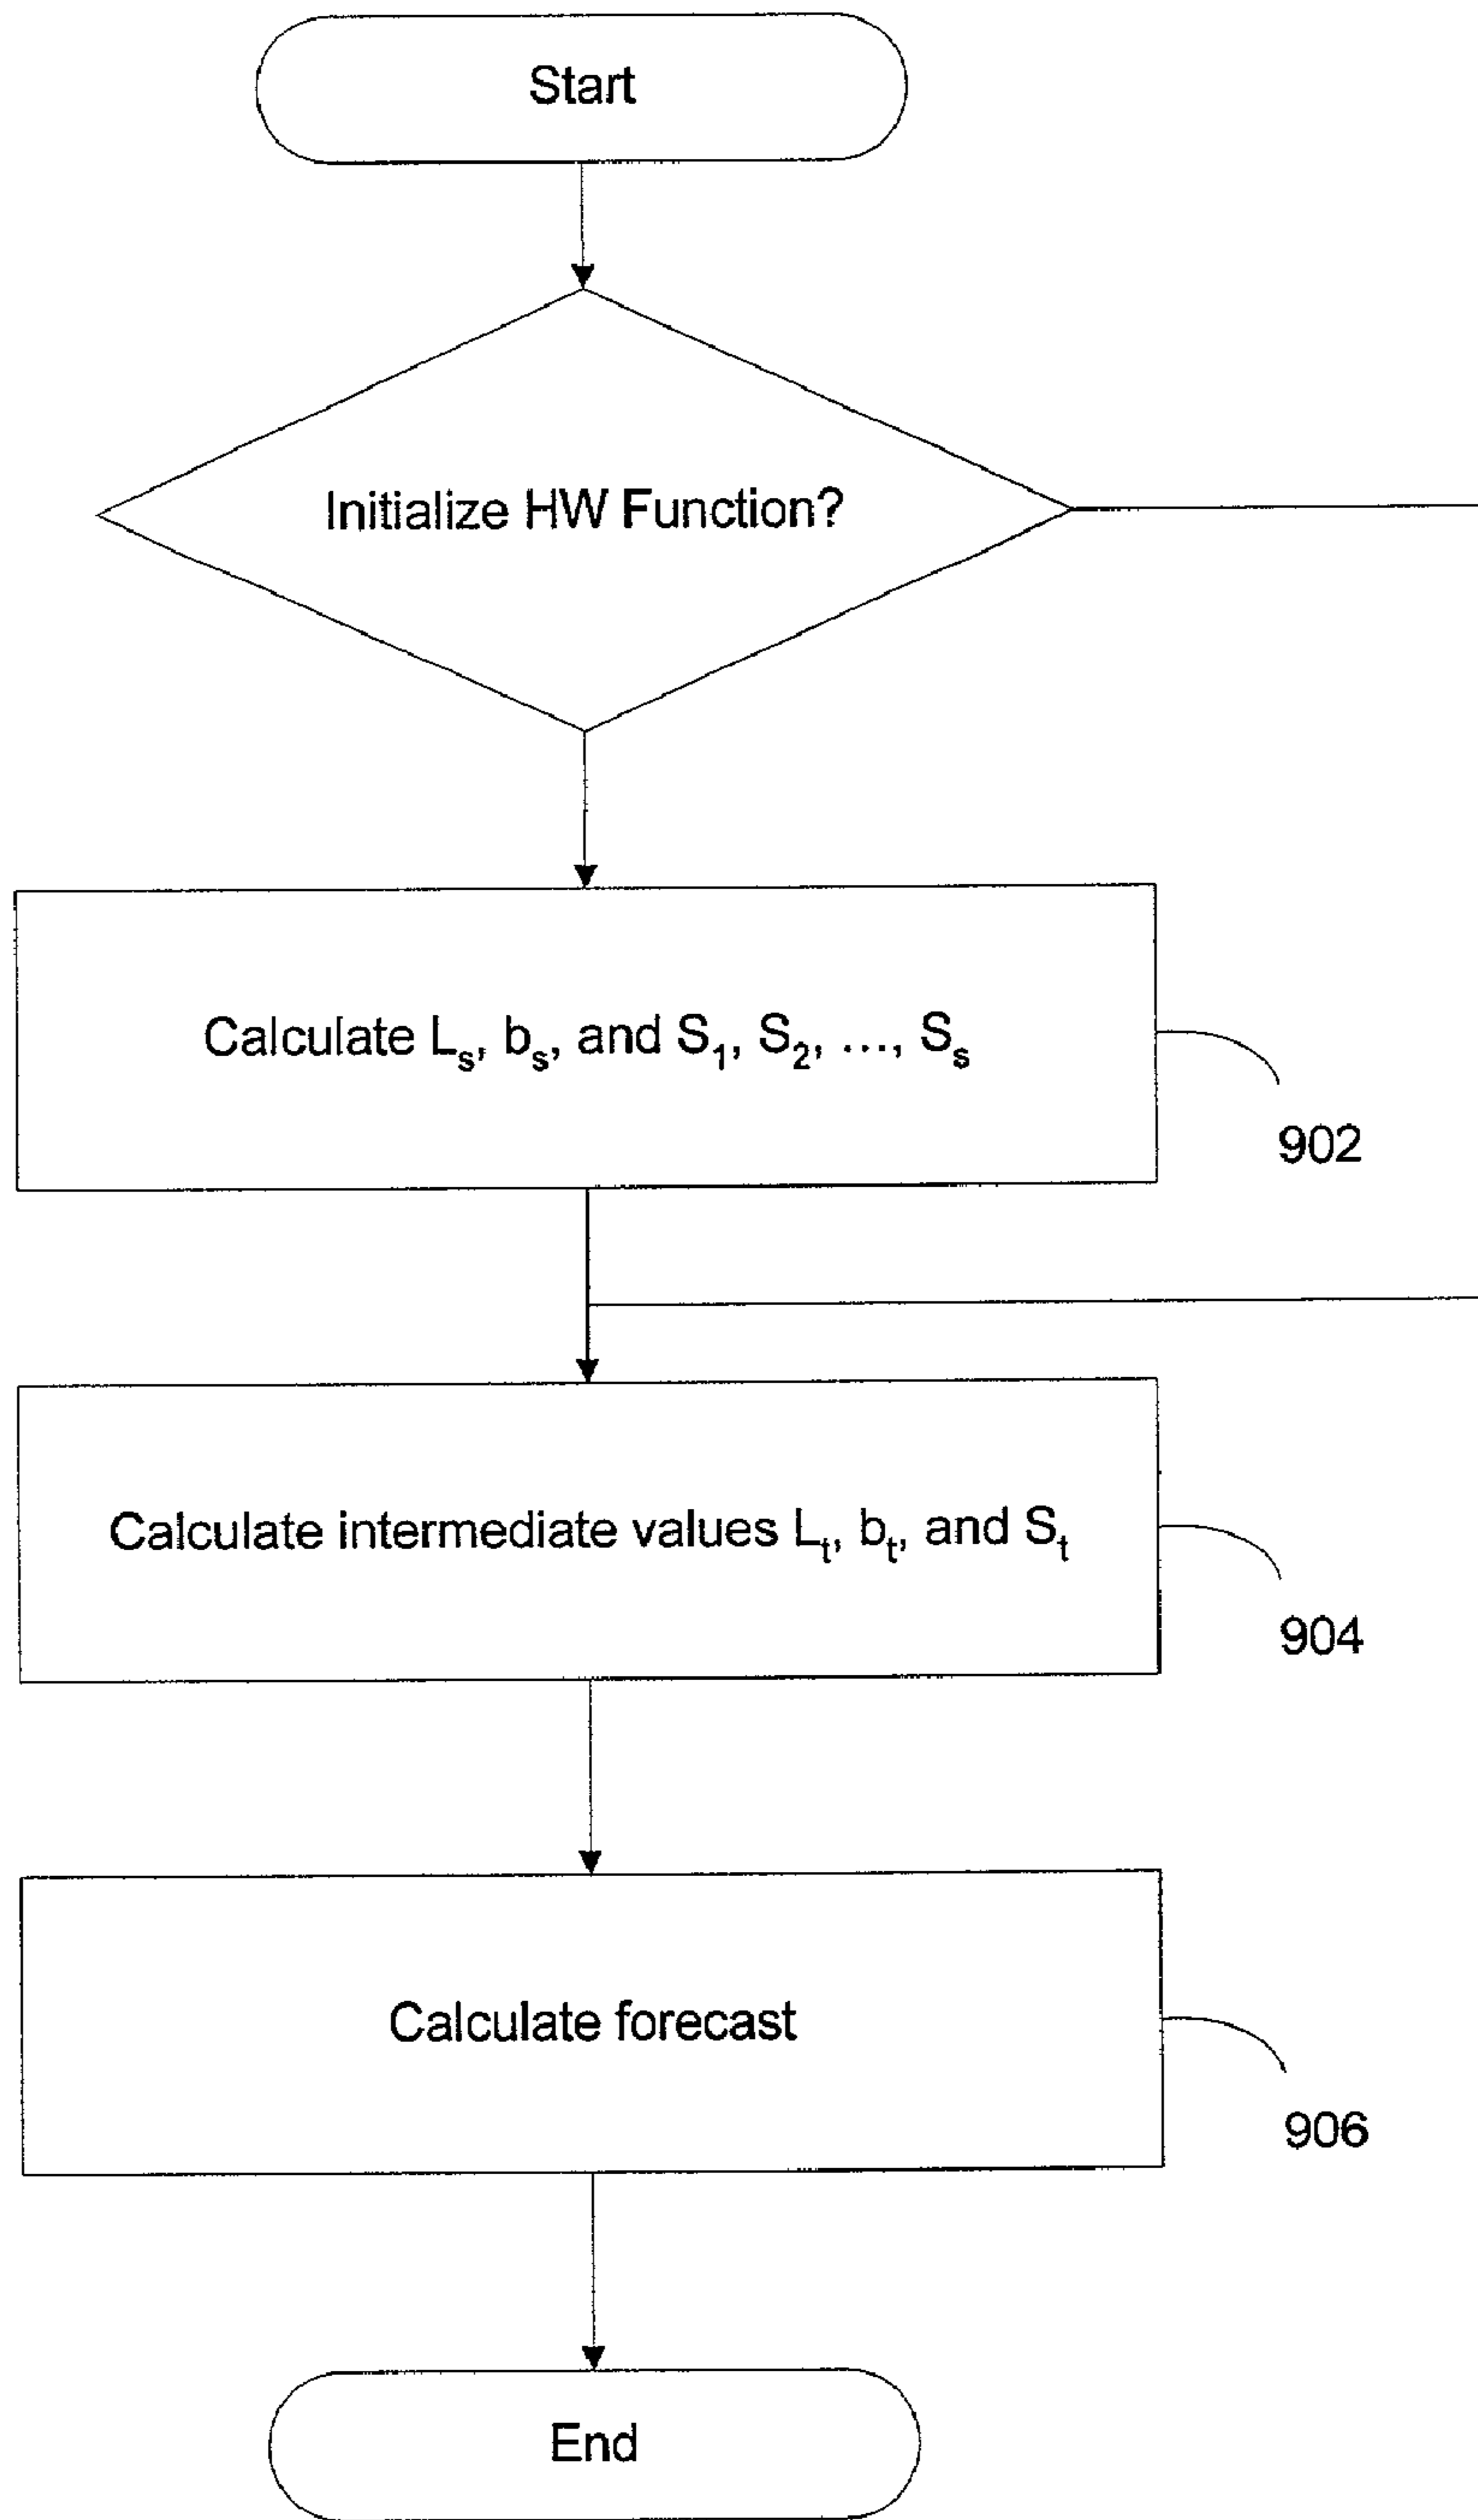 Start
Initialize HW Function?
Calculate Lₛ, bₛ, and S₁, S₂, ..., Sₛ
902
Calculate intermediate values Lₜ, bₜ, and Sₜ
904
Calculate forecast
906
End